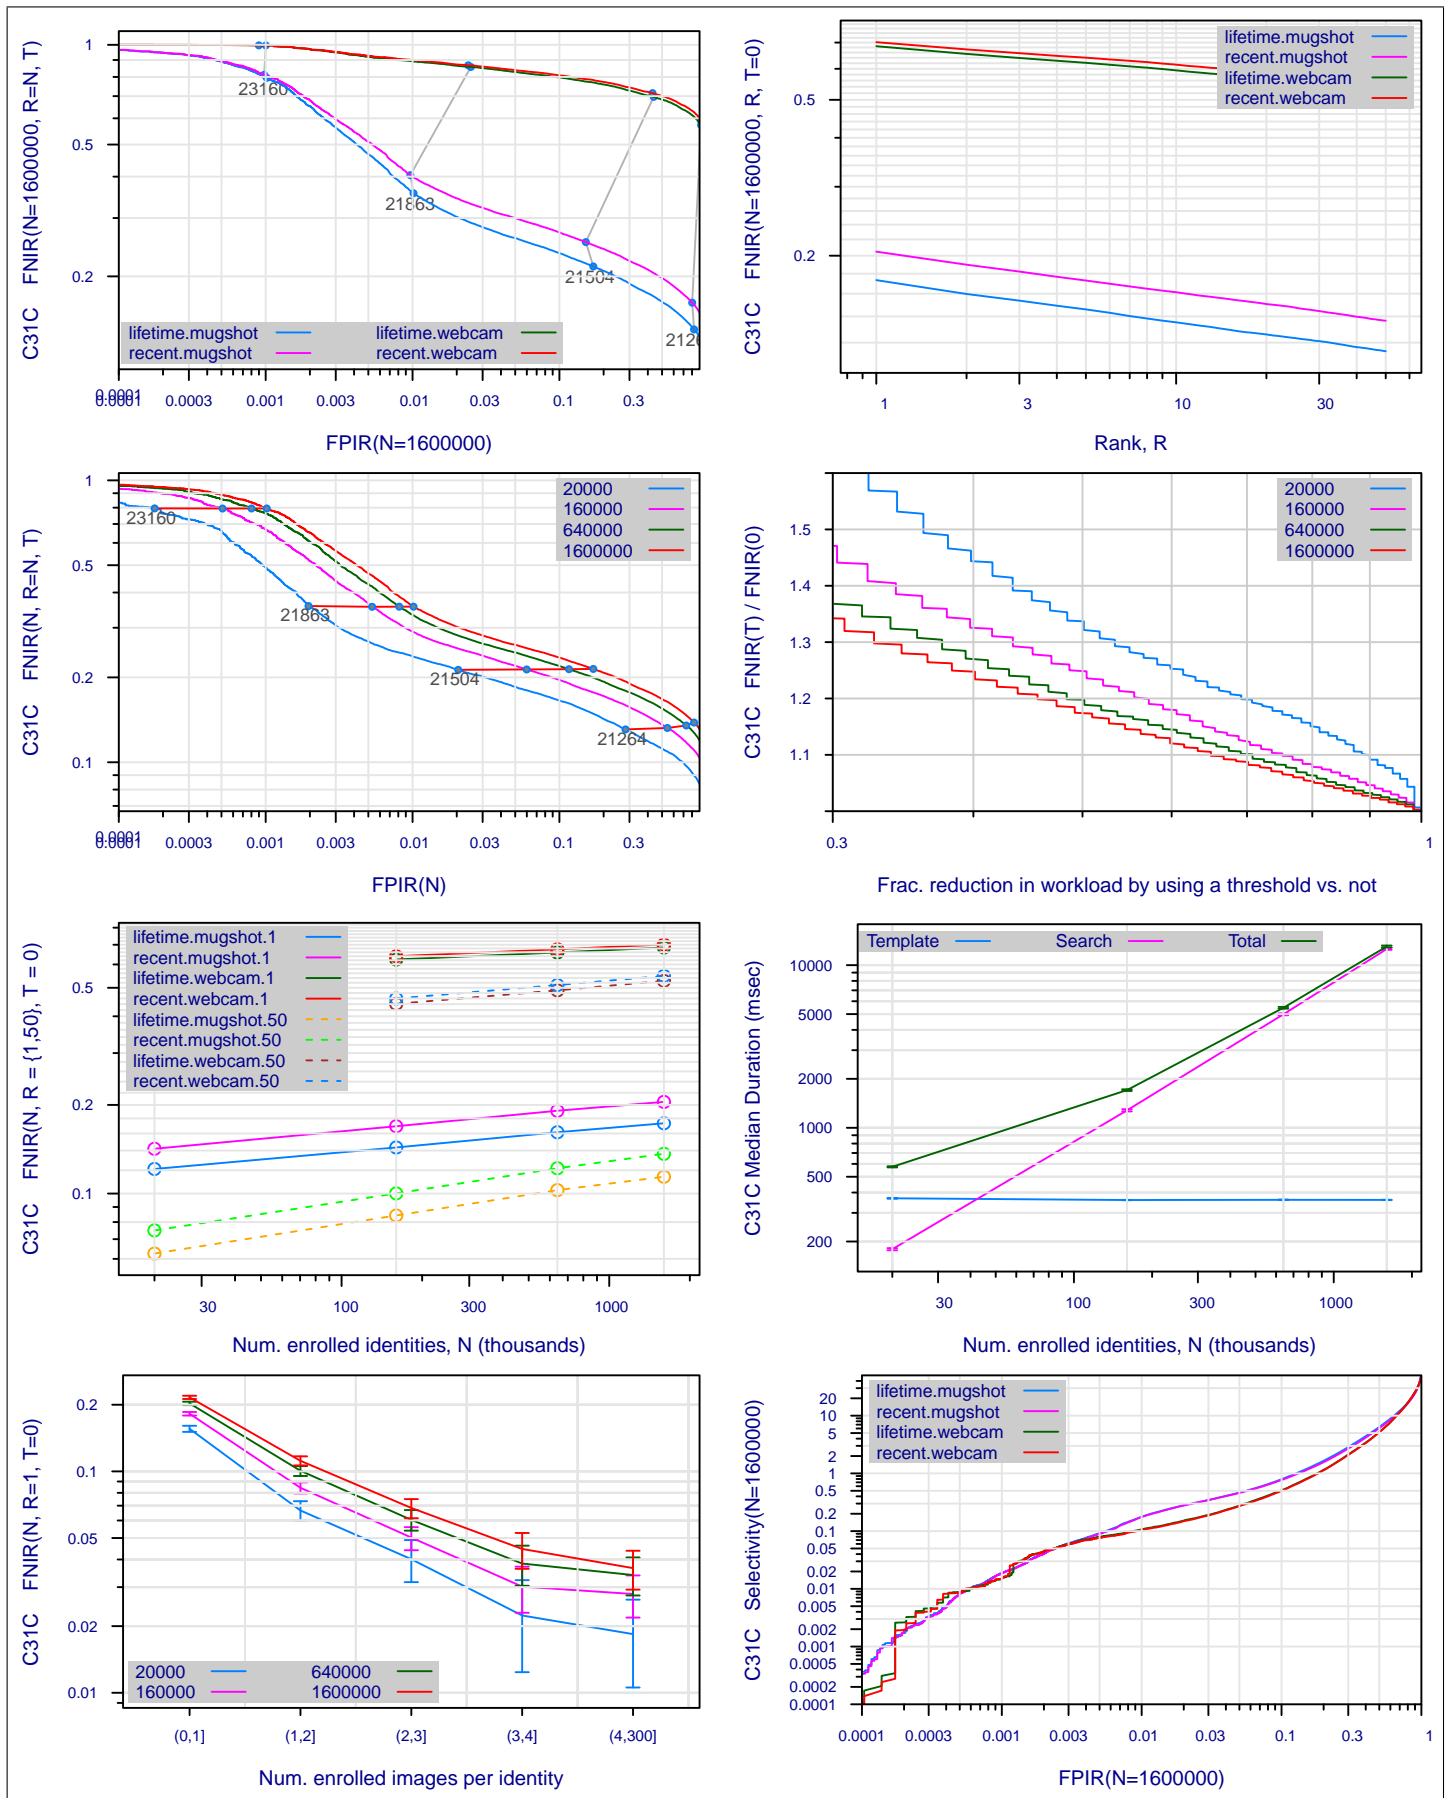 C31C FNIR(N=1600000, R=N, T)
1
0.5
0.2
23160
21863
21504
lifetime.mugshot
recent.mugshot
lifetime.webcam
recent.webcam
0.0001
0.0001 0.0003 0.001 0.003 0.01 0.03 0.1 0.3
FPIR(N=1600000)
C31C FNIR(N=1600000, R, T=0)
0.5
0.2
lifetime.mugshot
recent.mugshot
lifetime.webcam
recent.webcam
1 3 10 30
Rank, R
C31C FNIR(N, R=N, T)
1
0.5
0.2
0.1
23160
21863
21504
21264
20000
160000
640000
1600000
0.0001
0.0001 0.0003 0.001 0.003 0.01 0.03 0.1 0.3
FPIR(N)
C31C FNIR(T) / FNIR(0)
1.5
1.4
1.3
1.2
1.1
20000
160000
640000
1600000
0.3 1
Frac. reduction in workload by using a threshold vs. not
C31C FNIR(N, R = {1,50}, T = 0)
0.5
0.2
0.1
lifetime.mugshot.1
recent.mugshot.1
lifetime.webcam.1
recent.webcam.1
lifetime.mugshot.50
recent.mugshot.50
lifetime.webcam.50
recent.webcam.50
30 100 300 1000
Num. enrolled identities, N (thousands)
C31C Median Duration (msec)
10000
5000
2000
1000
500
200
Template Search Total
30 100 300 1000
Num. enrolled identities, N (thousands)
C31C FNIR(N, R=1, T=0)
0.2
0.1
0.05
0.02
0.01
20000
160000
640000
1600000
(0,1] (1,2] (2,3] (3,4] (4,300]
Num. enrolled images per identity
C31C Selectivity(N=1600000)
20
10
5
2
1
0.5
0.2
0.1
0.05
0.02
0.01
0.005
0.002
0.001
0.0005
0.0002
0.0001
lifetime.mugshot
recent.mugshot
lifetime.webcam
recent.webcam
0.0001 0.0003 0.001 0.003 0.01 0.03 0.1 0.3 1
FPIR(N=1600000)